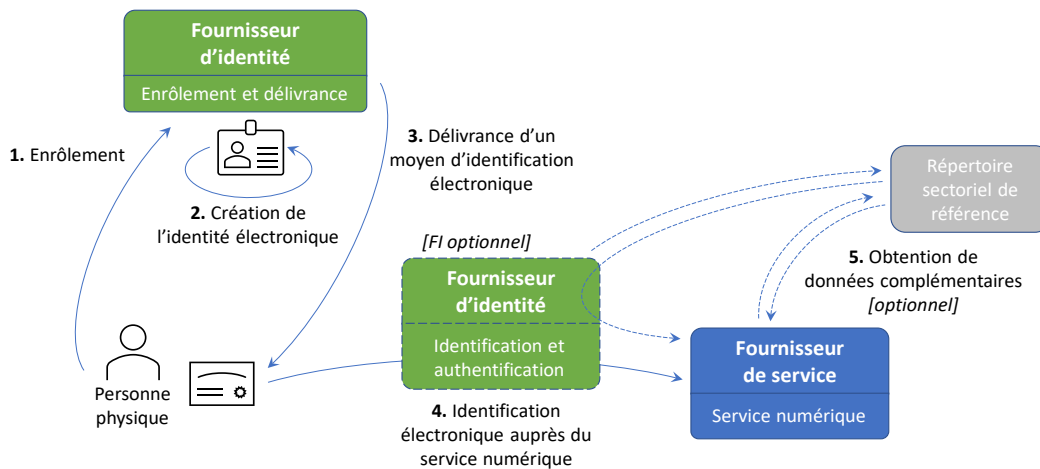 Fournisseur
d’identité
Enrôlement et délivrance
1. Enrôlement
2. Création de
l’identité électronique
3. Délivrance d’un
moyen d’identification
électronique
[FI optionnel]
Fournisseur
d’identité
Identification et
authentification
4. Identification
électronique auprès du
service numérique
Personne
physique
Répertoire
sectoriel de
référence
5. Obtention de
données complémentaires
[optionnel]
Fournisseur
de service
Service numérique